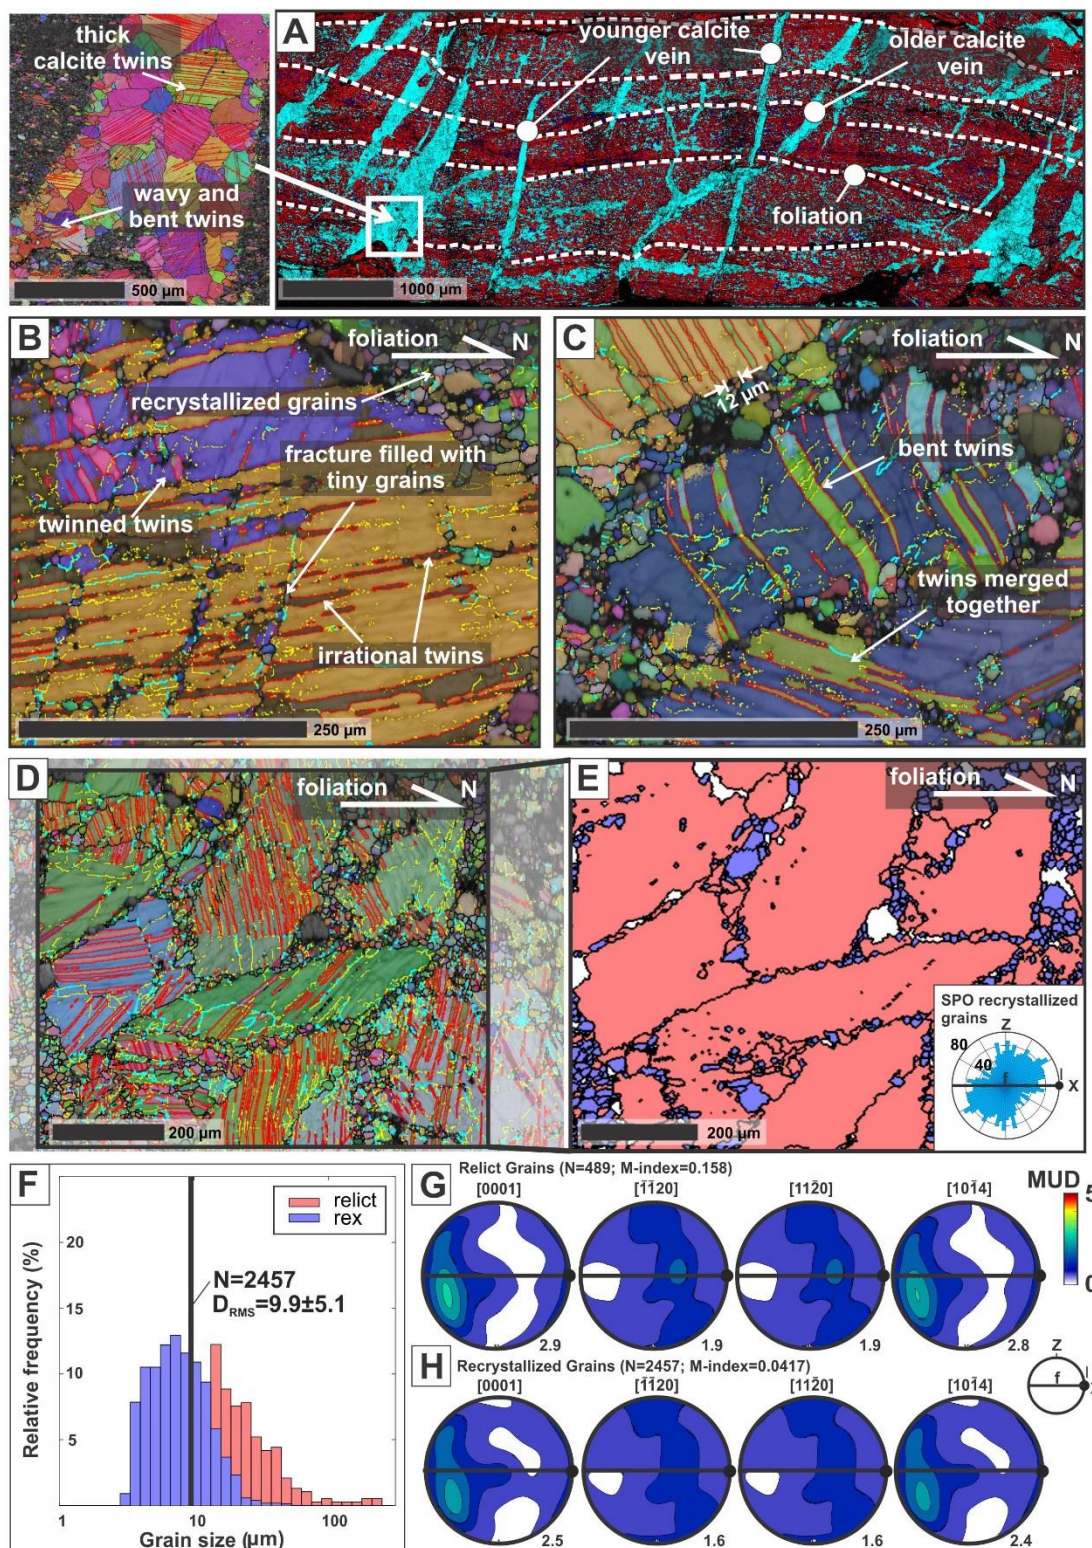 thick
calcite twins
wavy and
bent twins
500 µm
A
younger calcite
vein
older calcite
vein
foliation
1000 µm
B
foliation
N
recrystallized grains
fracture filled with
tiny grains
twinned twins
irrational twins
250 µm
C
foliation
N
12 µm
bent twins
twins merged
together
250 µm
D
foliation
N
200 µm
E
foliation
N
SPO recrystallized
grains
Z
80
40
f
l
X
200 µm
F
relict
rex
N=2457
D_RMS=9.9±5.1
Relative frequency (%)
20
15
10
5
1
10
100
Grain size (µm)
G
Relict Grains (N=489; M-index=0.158)
MUD
5
0
[0001]
[1̄1̄20]
[112̄0]
[101̄4]
2.9
1.9
1.9
2.8
H
Recrystallized Grains (N=2457; M-index=0.0417)
Z
f
l
[0001]
[1̄1̄20]
[112̄0]
[101̄4]
2.5
1.6
1.6
2.4